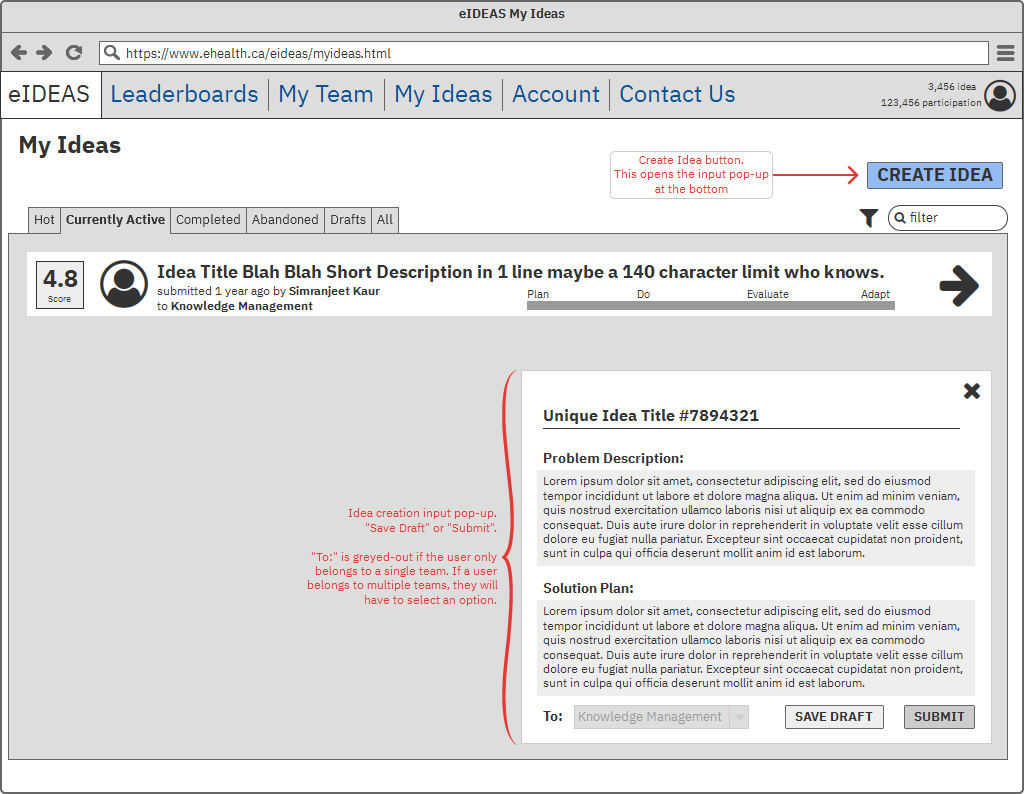 eIDEAS My Ideas
https://www.ehealth.ca/eideas/myideas.html
eIDEAS
Leaderboards
My Team
My Ideas
Account
Contact Us
3,456 idea
123,456 participation
My Ideas
Create Idea button.
This opens the input pop-up
at the bottom
CREATE IDEA
Hot
Currently Active
Completed
Abandoned
Drafts
All
filter
4.8
Score
Idea Title Blah Blah Short Description in 1 line maybe a 140 character limit who knows.
submitted 1 year ago by Simranjeet Kaur
to Knowledge Management
Plan
Do
Evaluate
Adapt
Idea creation input pop-up.
"Save Draft" or "Submit".
"To:" is greyed-out if the user only
belongs to a single team. If a user
belongs to multiple teams, they will
have to select an option.
Unique Idea Title #7894321
Problem Description:
Lorem ipsum dolor sit amet, consectetur adipiscing elit, sed do eiusmod
tempor incididunt ut labore et dolore magna aliqua. Ut enim ad minim veniam,
quis nostrud exercitation ullamco laboris nisi ut aliquip ex ea commodo
consequat. Duis aute irure dolor in reprehenderit in voluptate velit esse cillum
dolore eu fugiat nulla pariatur. Excepteur sint occaecat cupidatat non proident,
sunt in culpa qui officia deserunt mollit anim id est laborum.
Solution Plan:
Lorem ipsum dolor sit amet, consectetur adipiscing elit, sed do eiusmod
tempor incididunt ut labore et dolore magna aliqua. Ut enim ad minim veniam,
quis nostrud exercitation ullamco laboris nisi ut aliquip ex ea commodo
consequat. Duis aute irure dolor in reprehenderit in voluptate velit esse cillum
dolore eu fugiat nulla pariatur. Excepteur sint occaecat cupidatat non proident,
sunt in culpa qui officia deserunt mollit anim id est laborum.
To:
Knowledge Management
SAVE DRAFT
SUBMIT